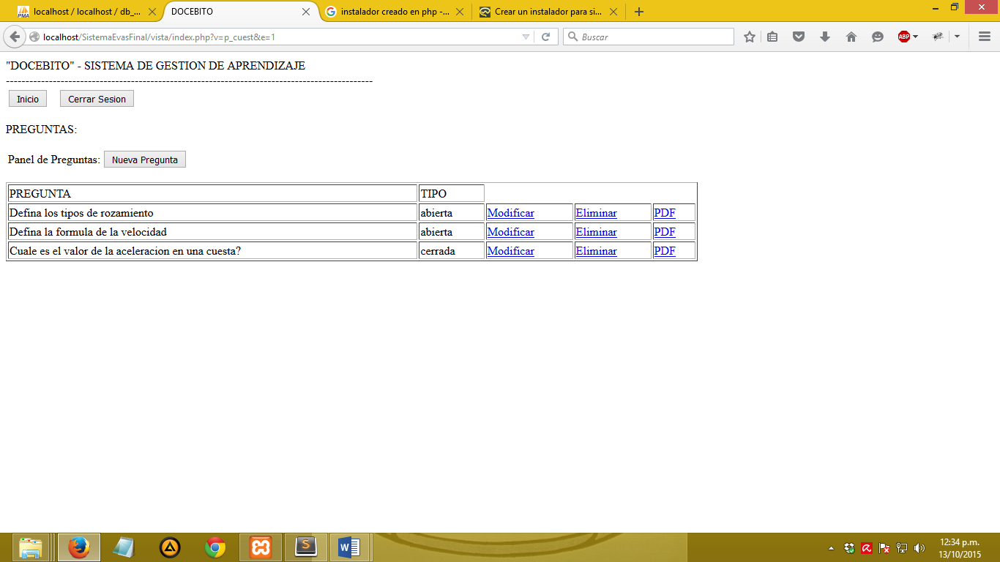 localhost / localhost / db_...
DOCEBITO
instalador creado en php -...
Crear un instalador para si...
localhost/SistemaEvasFinal/vista/index.php?v=p_cuest&e=1
Buscar
ABP
"DOCEBITO" - SISTEMA DE GESTION DE APRENDIZAJE
----------------------------------------------------------------------------------------------
Inicio Cerrar Sesion
PREGUNTAS:
Panel de Preguntas: Nueva Pregunta
PREGUNTA TIPO
Defina los tipos de rozamiento abierta Modificar Eliminar PDF
Defina la formula de la velocidad abierta Modificar Eliminar PDF
Cuale es el valor de la aceleracion en una cuesta? cerrada Modificar Eliminar PDF
12:34 p.m.
13/10/2015